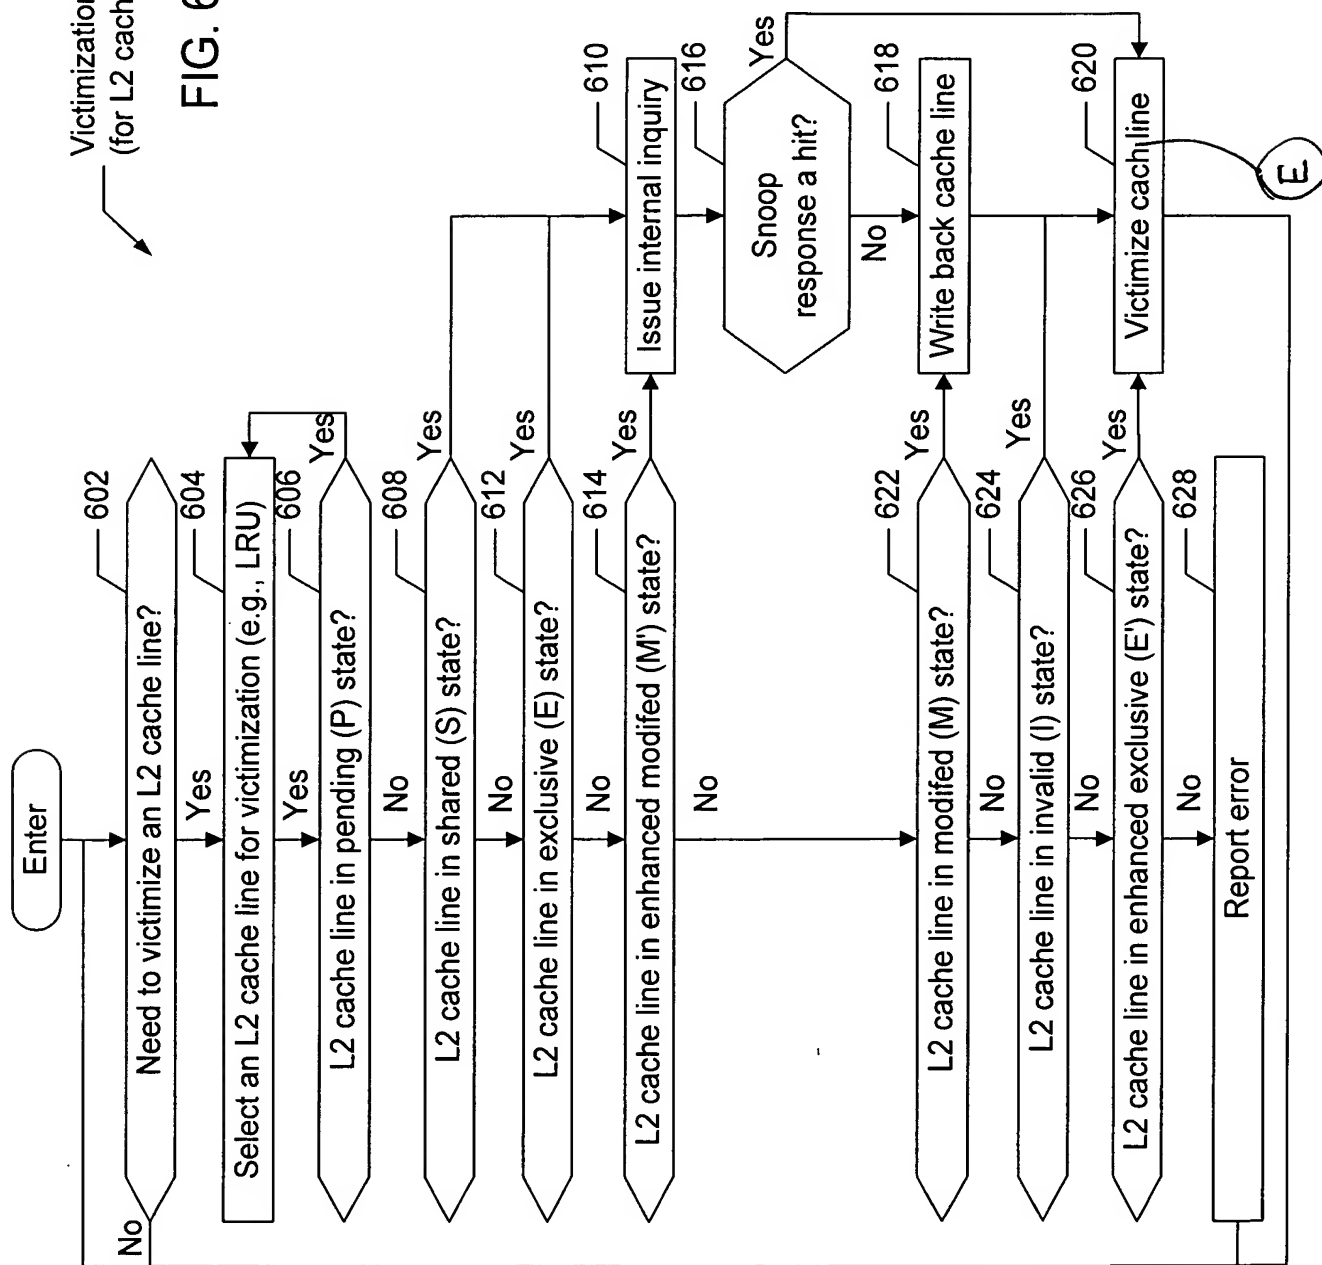 Victimization
(for L2 cach
FIG. 6
Enter
602
Need to victimize an L2 cache line?
No
Yes
604
Select an L2 cache line for victimization (e.g., LRU)
Yes
606
L2 cache line in pending (P) state?
Yes
No
608
L2 cache line in shared (S) state?
Yes
No
612
L2 cache line in exclusive (E) state?
Yes
No
614
L2 cache line in enhanced modifed (M') state?
Yes
No
610
Issue internal inquiry
616
Snoop
response a hit?
Yes
No
618
Write back cache line
620
Victimize cach line
E
622
L2 cache line in modifed (M) state?
Yes
No
624
L2 cache line in invalid (I) state?
Yes
No
626
L2 cache line in enhanced exclusive (E') state?
Yes
No
628
Report error